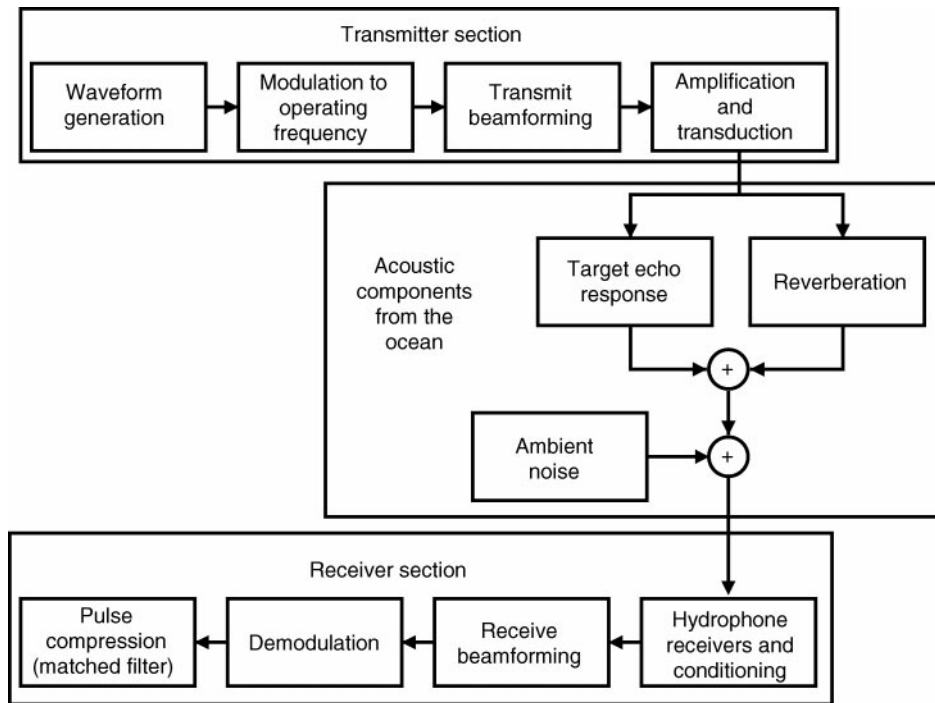 Transmitter section
Waveform
generation
Modulation to
operating
frequency
Transmit
beamforming
Amplification
and
transduction
Acoustic
components
from the
ocean
Target echo
response
Reverberation
+
Ambient
noise
+
Receiver section
Pulse
compression
(matched filter)
Demodulation
Receive
beamforming
Hydrophone
receivers and
conditioning